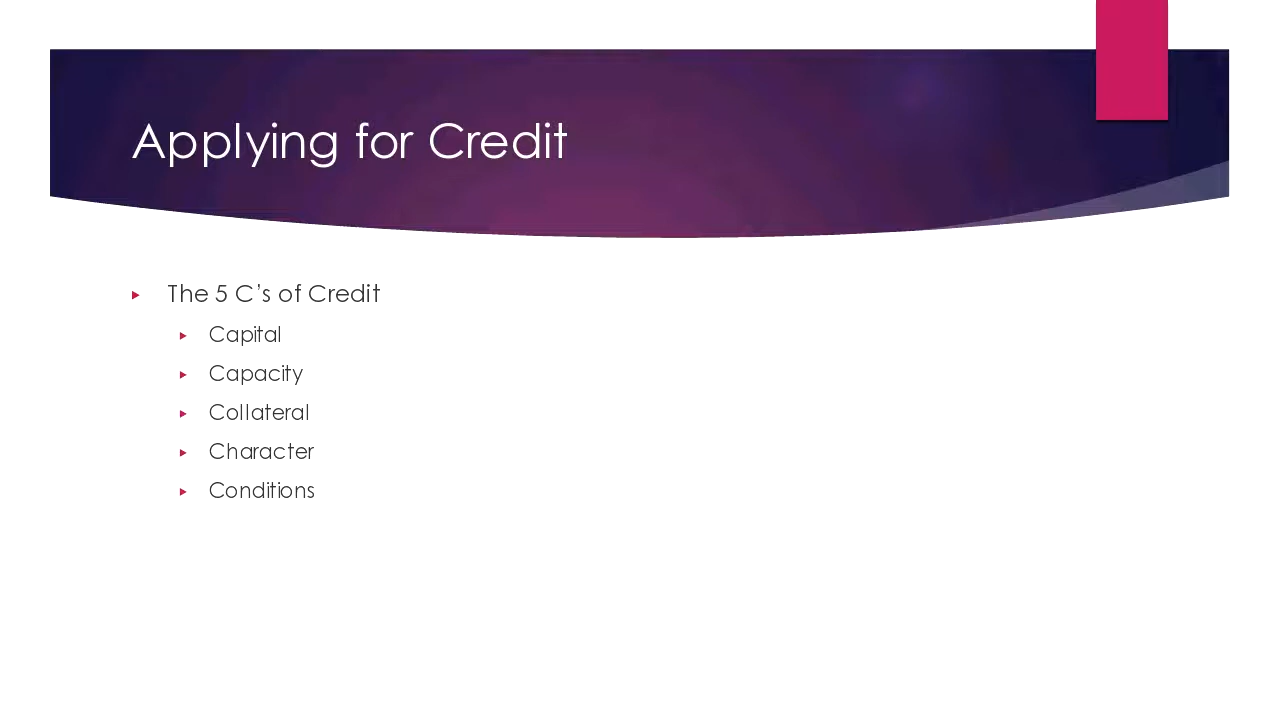 Applying for Credit
The 5 C’s of Credit
Capital
Capacity
Collateral
Character
Conditions